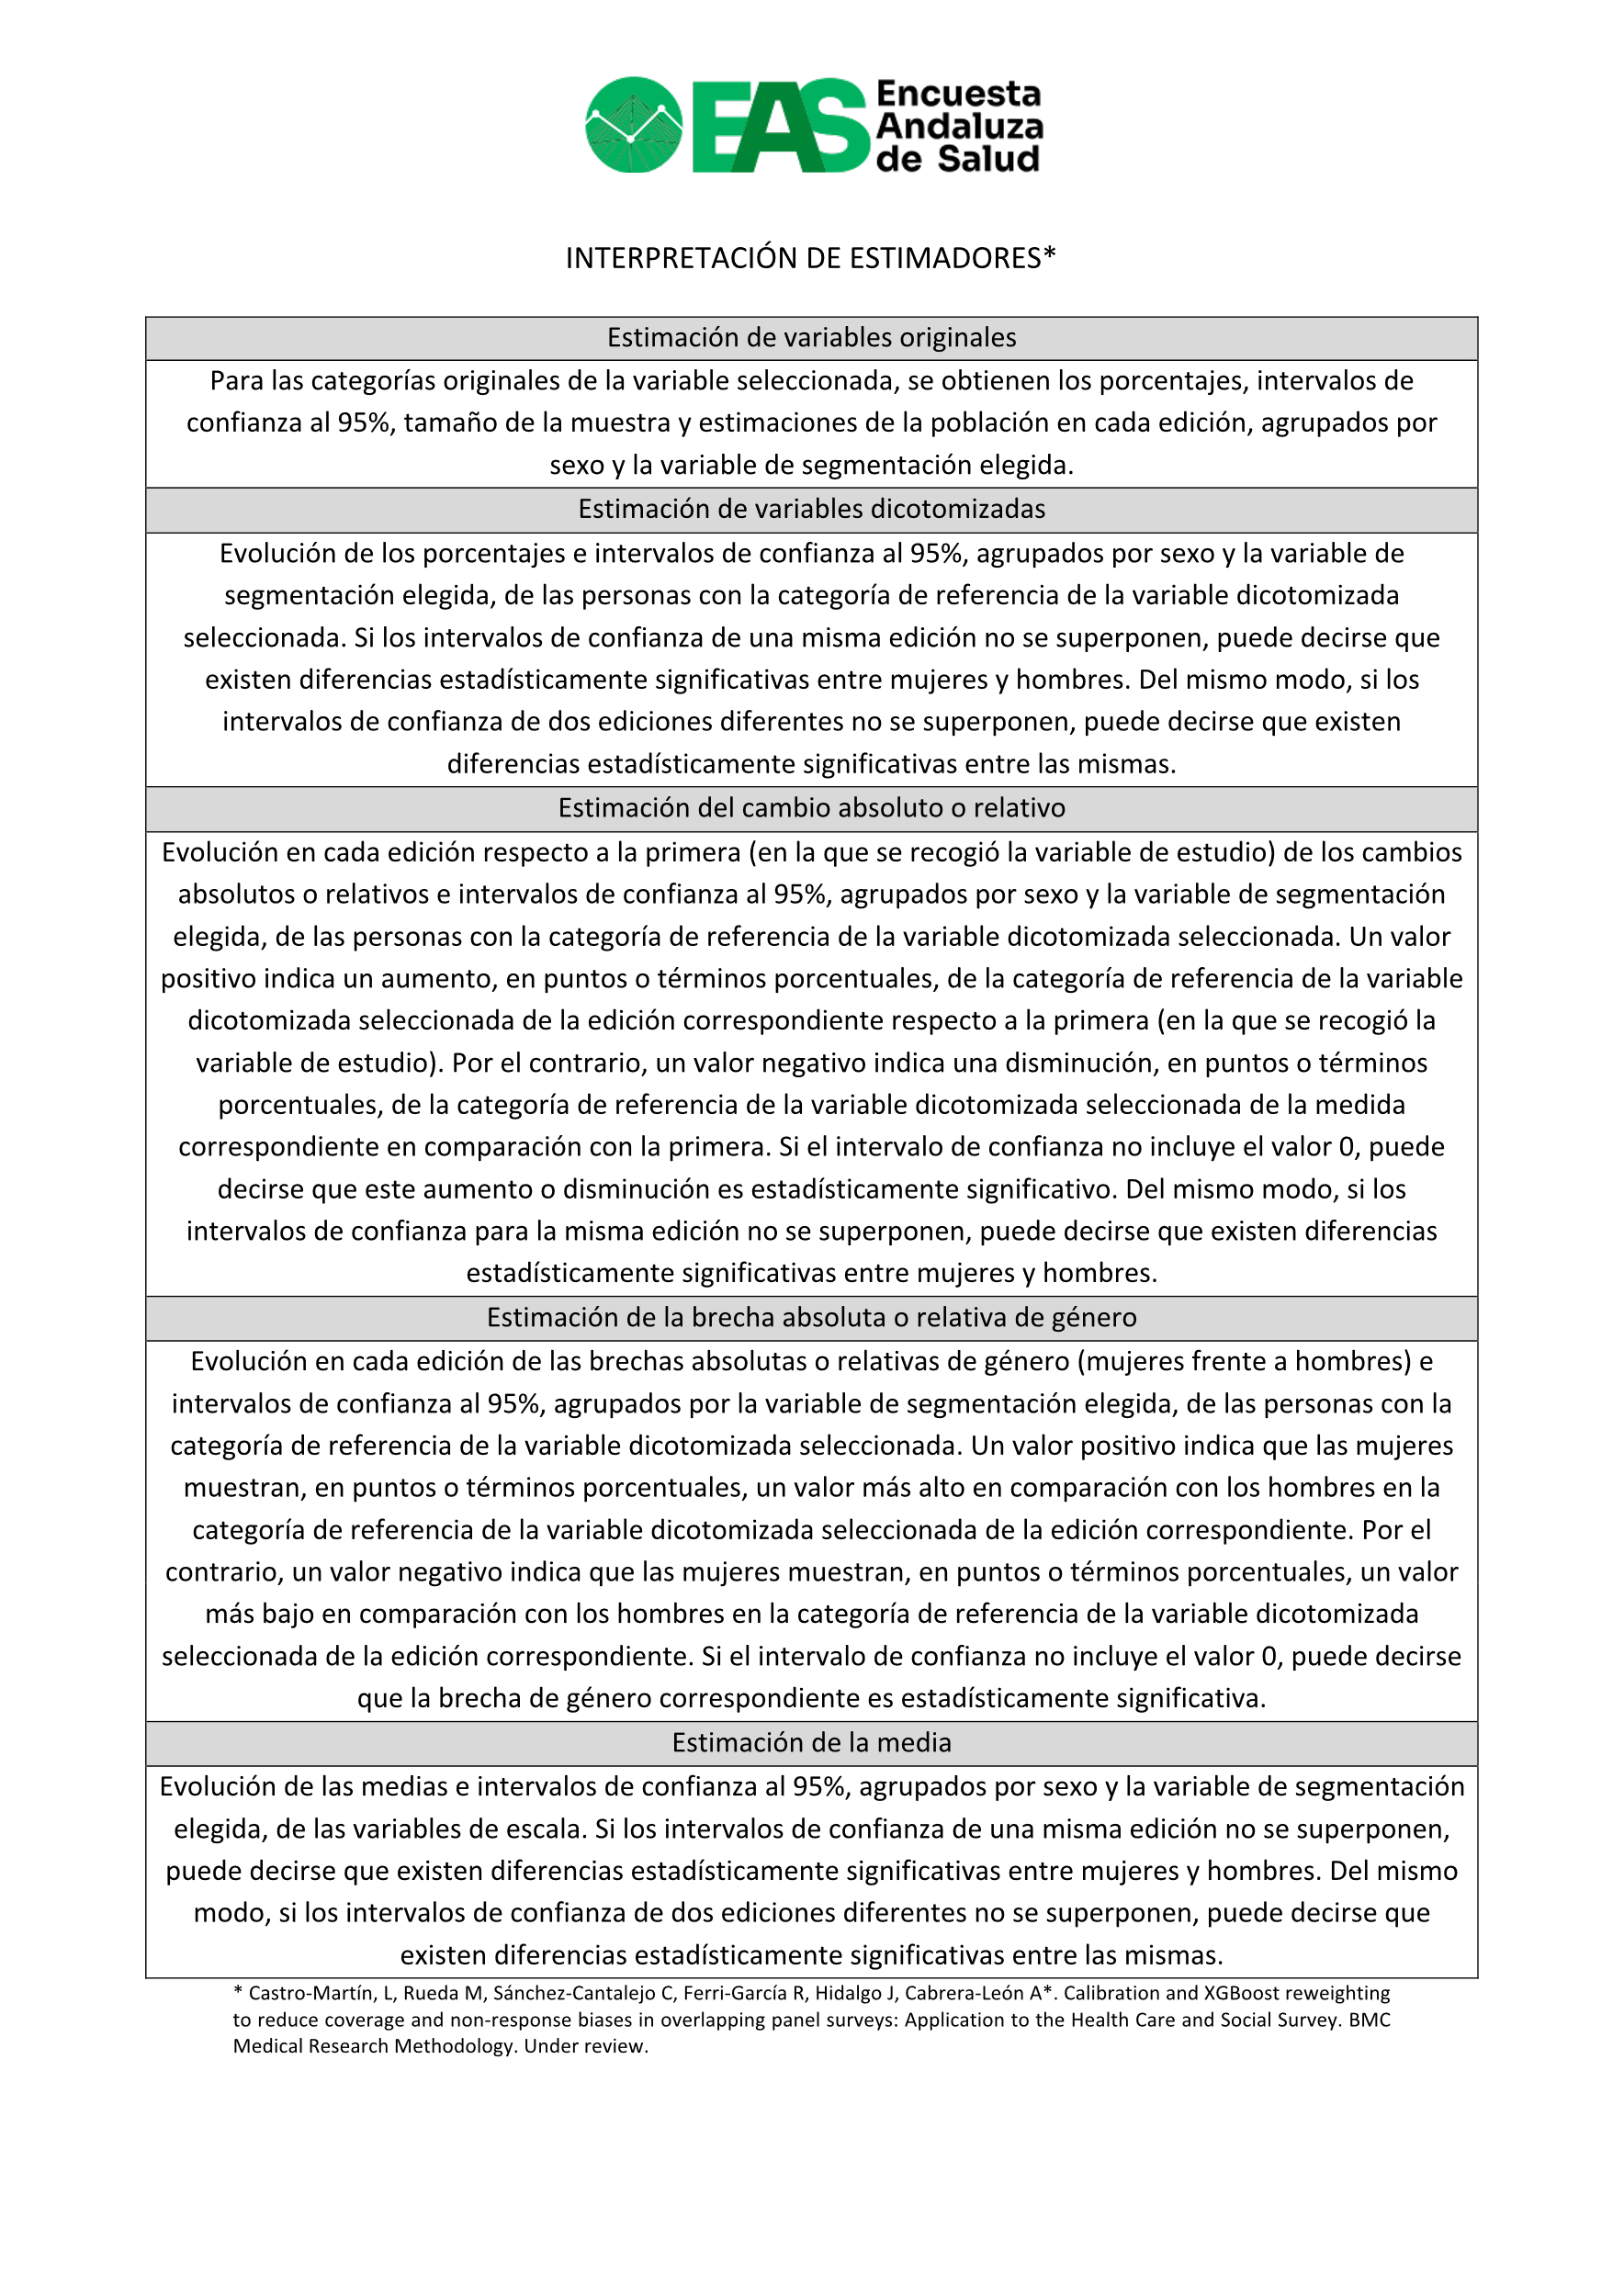 EAS
Encuesta
Andaluza
de Salud
INTERPRETACIÓN DE ESTIMADORES*
Estimación de variables originales
Para las categorías originales de la variable seleccionada, se obtienen los porcentajes, intervalos de
confianza al 95%, tamaño de la muestra y estimaciones de la población en cada edición, agrupados por
sexo y la variable de segmentación elegida.
Estimación de variables dicotomizadas
Evolución de los porcentajes e intervalos de confianza al 95%, agrupados por sexo y la variable de
segmentación elegida, de las personas con la categoría de referencia de la variable dicotomizada
seleccionada. Si los intervalos de confianza de una misma edición no se superponen, puede decirse que
existen diferencias estadísticamente significativas entre mujeres y hombres. Del mismo modo, si los
intervalos de confianza de dos ediciones diferentes no se superponen, puede decirse que existen
diferencias estadísticamente significativas entre las mismas.
Estimación del cambio absoluto o relativo
Evolución en cada edición respecto a la primera (en la que se recogió la variable de estudio) de los cambios
absolutos o relativos e intervalos de confianza al 95%, agrupados por sexo y la variable de segmentación
elegida, de las personas con la categoría de referencia de la variable dicotomizada seleccionada. Un valor
positivo indica un aumento, en puntos o términos porcentuales, de la categoría de referencia de la variable
dicotomizada seleccionada de la edición correspondiente respecto a la primera (en la que se recogió la
variable de estudio). Por el contrario, un valor negativo indica una disminución, en puntos o términos
porcentuales, de la categoría de referencia de la variable dicotomizada seleccionada de la medida
correspondiente en comparación con la primera. Si el intervalo de confianza no incluye el valor 0, puede
decirse que este aumento o disminución es estadísticamente significativo. Del mismo modo, si los
intervalos de confianza para la misma edición no se superponen, puede decirse que existen diferencias
estadísticamente significativas entre mujeres y hombres.
Estimación de la brecha absoluta o relativa de género
Evolución en cada edición de las brechas absolutas o relativas de género (mujeres frente a hombres) e
intervalos de confianza al 95%, agrupados por la variable de segmentación elegida, de las personas con la
categoría de referencia de la variable dicotomizada seleccionada. Un valor positivo indica que las mujeres
muestran, en puntos o términos porcentuales, un valor más alto en comparación con los hombres en la
categoría de referencia de la variable dicotomizada seleccionada de la edición correspondiente. Por el
contrario, un valor negativo indica que las mujeres muestran, en puntos o términos porcentuales, un valor
más bajo en comparación con los hombres en la categoría de referencia de la variable dicotomizada
seleccionada de la edición correspondiente. Si el intervalo de confianza no incluye el valor 0, puede decirse
que la brecha de género correspondiente es estadísticamente significativa.
Estimación de la media
Evolución de las medias e intervalos de confianza al 95%, agrupados por sexo y la variable de segmentación
elegida, de las variables de escala. Si los intervalos de confianza de una misma edición no se superponen,
puede decirse que existen diferencias estadísticamente significativas entre mujeres y hombres. Del mismo
modo, si los intervalos de confianza de dos ediciones diferentes no se superponen, puede decirse que
existen diferencias estadísticamente significativas entre las mismas.
* Castro-Martín, L, Rueda M, Sánchez-Cantalejo C, Ferri-García R, Hidalgo J, Cabrera-León A*. Calibration and XGBoost reweighting
to reduce coverage and non-response biases in overlapping panel surveys: Application to the Health Care and Social Survey. BMC
Medical Research Methodology. Under review.